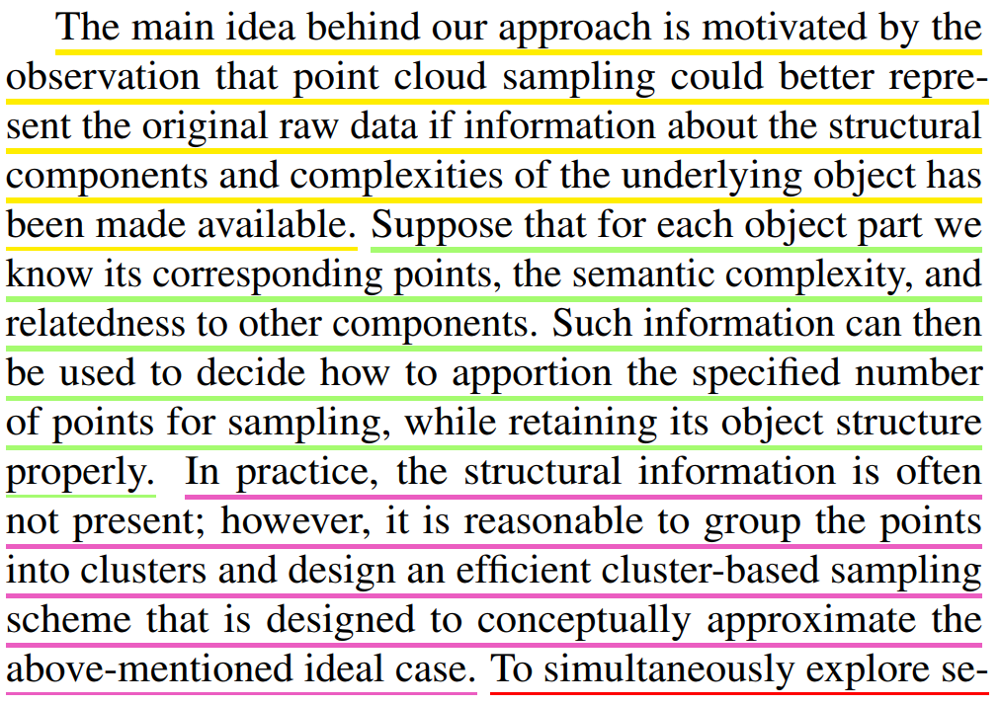 The main idea behind our approach is motivated by the
observation that point cloud sampling could better repre-
sent the original raw data if information about the structural
components and complexities of the underlying object has
been made available. Suppose that for each object part we
know its corresponding points, the semantic complexity, and
relatedness to other components. Such information can then
be used to decide how to apportion the specified number
of points for sampling, while retaining its object structure
properly. In practice, the structural information is often
not present; however, it is reasonable to group the points
into clusters and design an efficient cluster-based sampling
scheme that is designed to conceptually approximate the
above-mentioned ideal case. To simultaneously explore se-